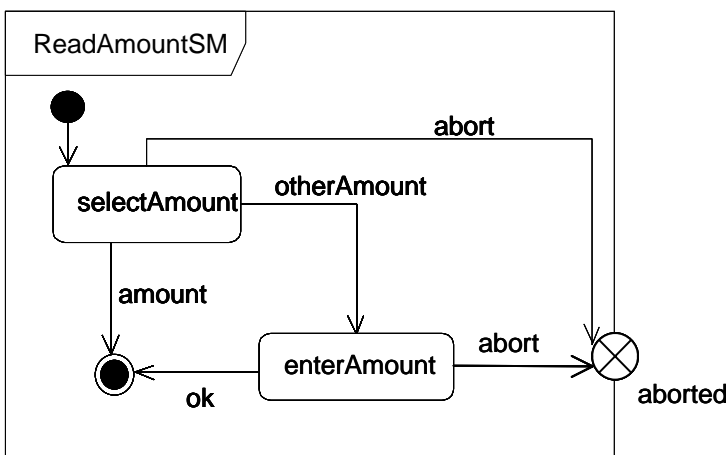 ReadAmountSM
abort
otherAmount
selectAmount
amount
abort
enterAmount
ok
aborted